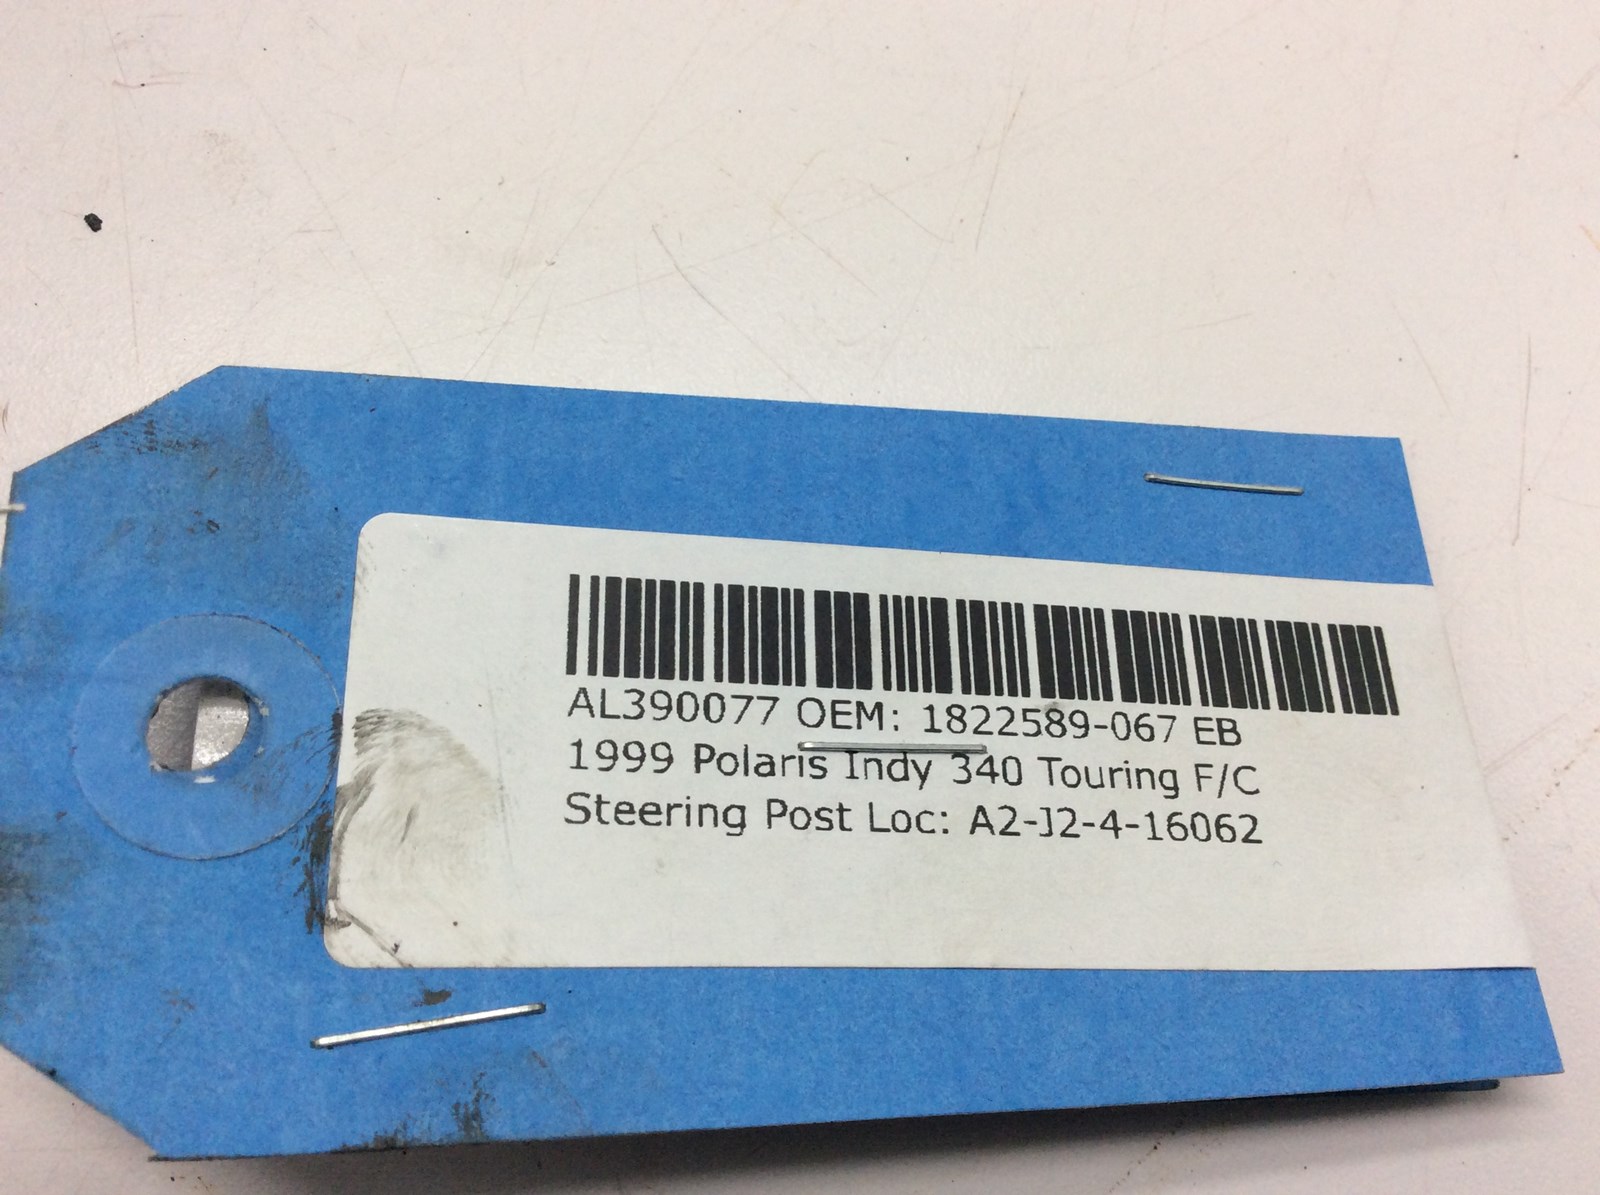 AL390077 OEM: 1822589-067 EB
1999 Polaris Indy 340 Touring F/C
Steering Post Loc: A2-J2-4-16062